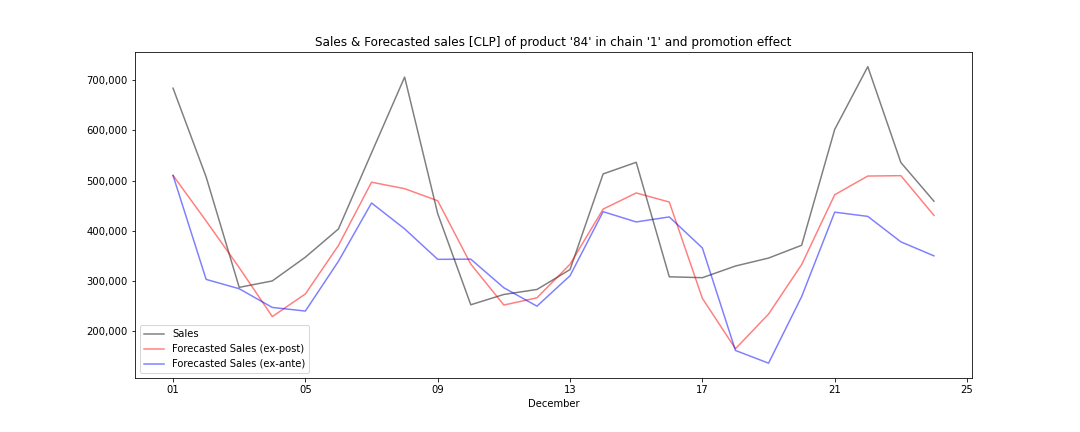 Sales & Forecasted sales [CLP] of product '84' in chain '1' and promotion effect
700,000
600,000
500,000
400,000
300,000
200,000
Sales
Forecasted Sales (ex-post)
Forecasted Sales (ex-ante)
01 05 09 13 17 21 25
December